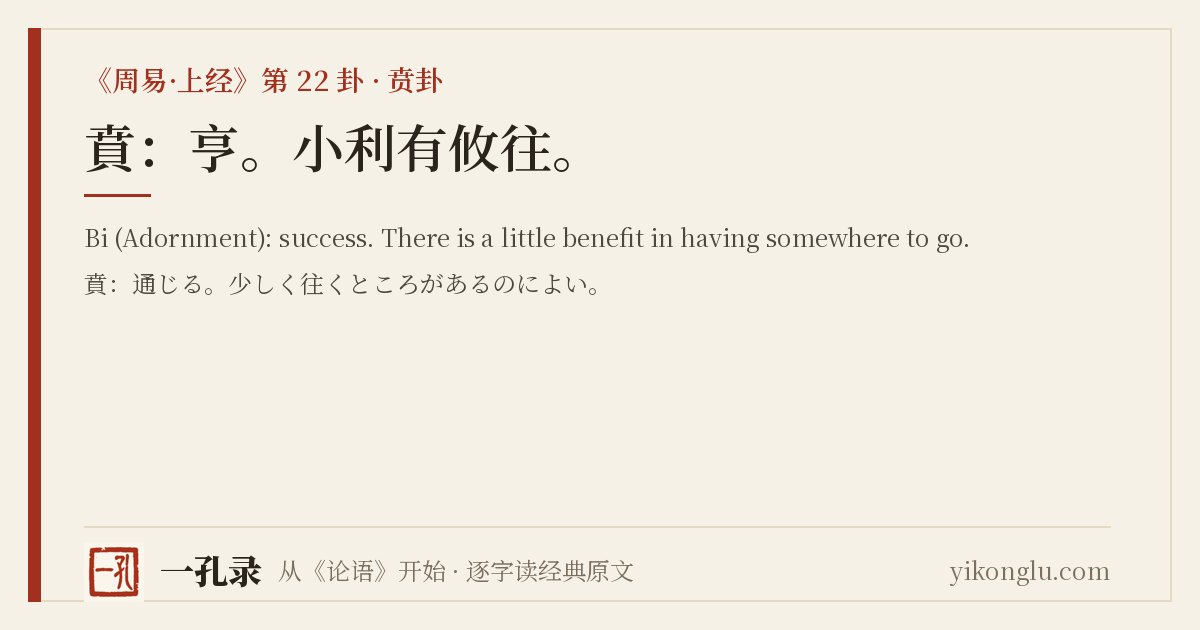 《周易·上经》第 22 卦 · 贲卦
賁：亨。小利有攸往。
Bi (Adornment): success. There is a little benefit in having somewhere to go.
賁：通じる。少しく往くところがあるのによい。
一孔
一孔录 从《论语》开始 · 逐字读经典原文 yikonglu.com